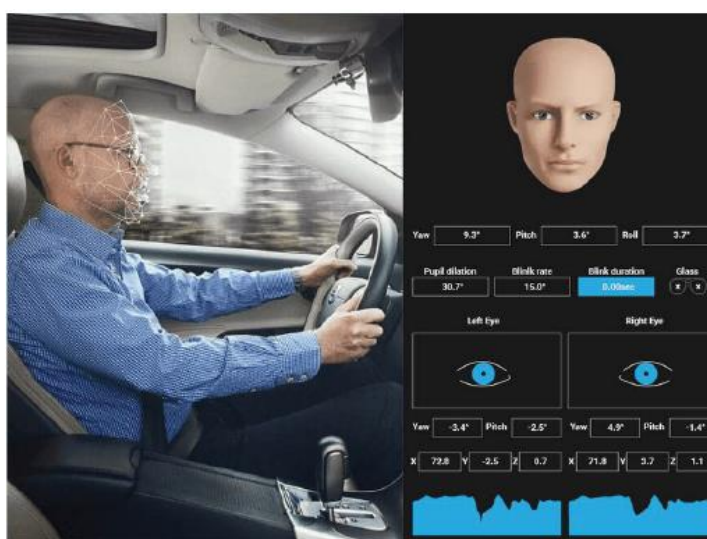 Yaw 9.3° Pitch 3.6° Roll 3.7°
Pupil dilation Blinik rate Blink duration Glass
30.7° 15.0° 0.00sec x x
Left Eye Right Eye
Yaw -3.4° Pitch -2.5° Yaw 4.9° Pitch -1.4°
X 72.8 Y -2.5 Z 0.7 X 71.8 Y 3.7 Z 1.1